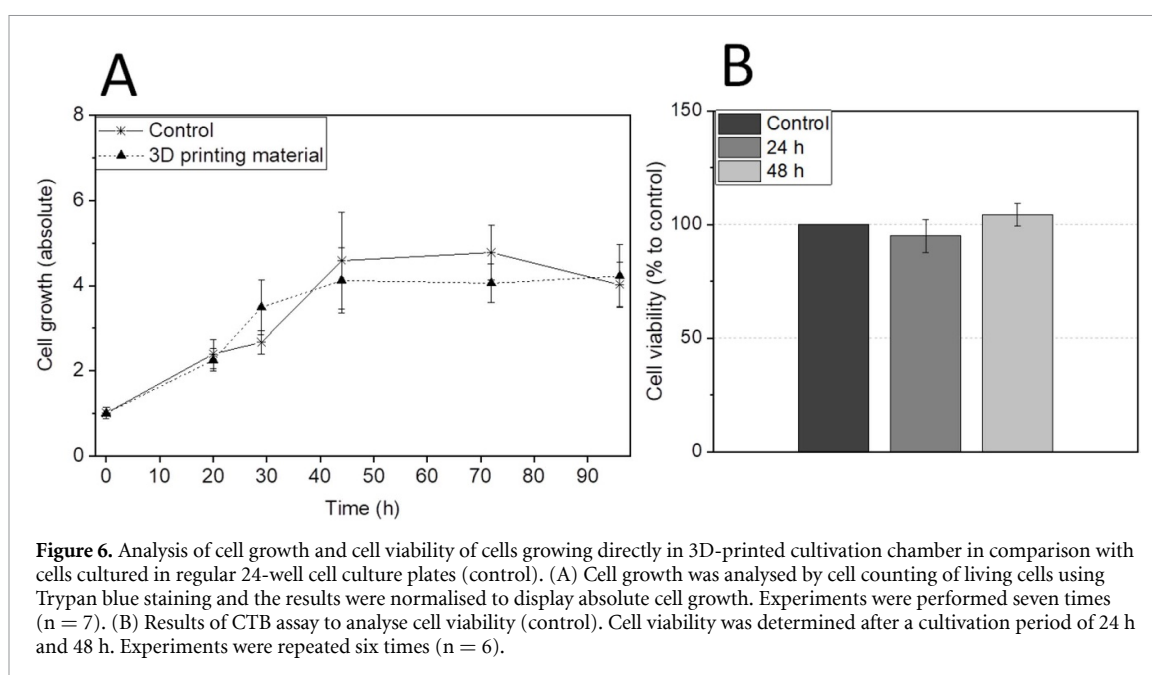 A
8
6
4
2
0
Cell growth (absolute)
Control
3D printing material
0 10 20 30 40 50 60 70 80 90
Time (h)
B
150
100
50
0
Cell viability (% to control)
Control
24 h
48 h
Figure 6. Analysis of cell growth and cell viability of cells growing directly in 3D-printed cultivation chamber in comparison with
cells cultured in regular 24-well cell culture plates (control). (A) Cell growth was analysed by cell counting of living cells using
Trypan blue staining and the results were normalised to display absolute cell growth. Experiments were performed seven times
(n = 7). (B) Results of CTB assay to analyse cell viability (control). Cell viability was determined after a cultivation period of 24 h
and 48 h. Experiments were repeated six times (n = 6).